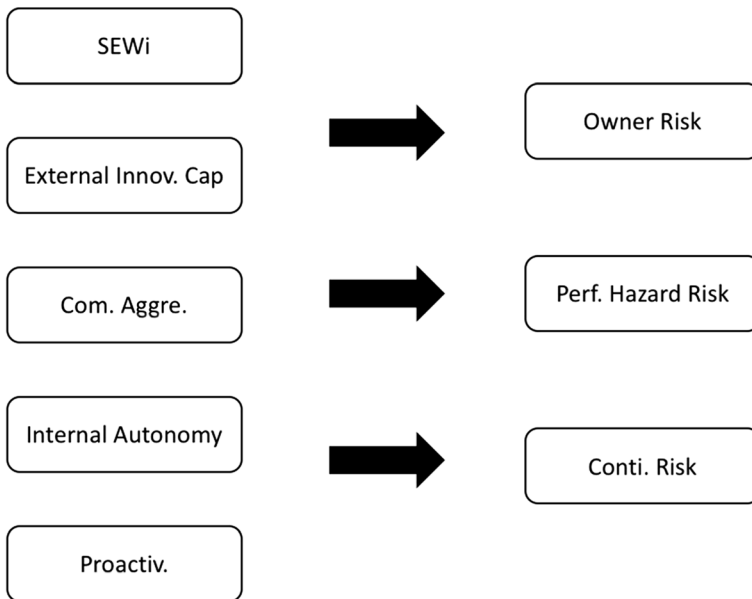 SEWi
External Innov. Cap
Com. Aggre.
Internal Autonomy
Proactiv.
Owner Risk
Perf. Hazard Risk
Conti. Risk